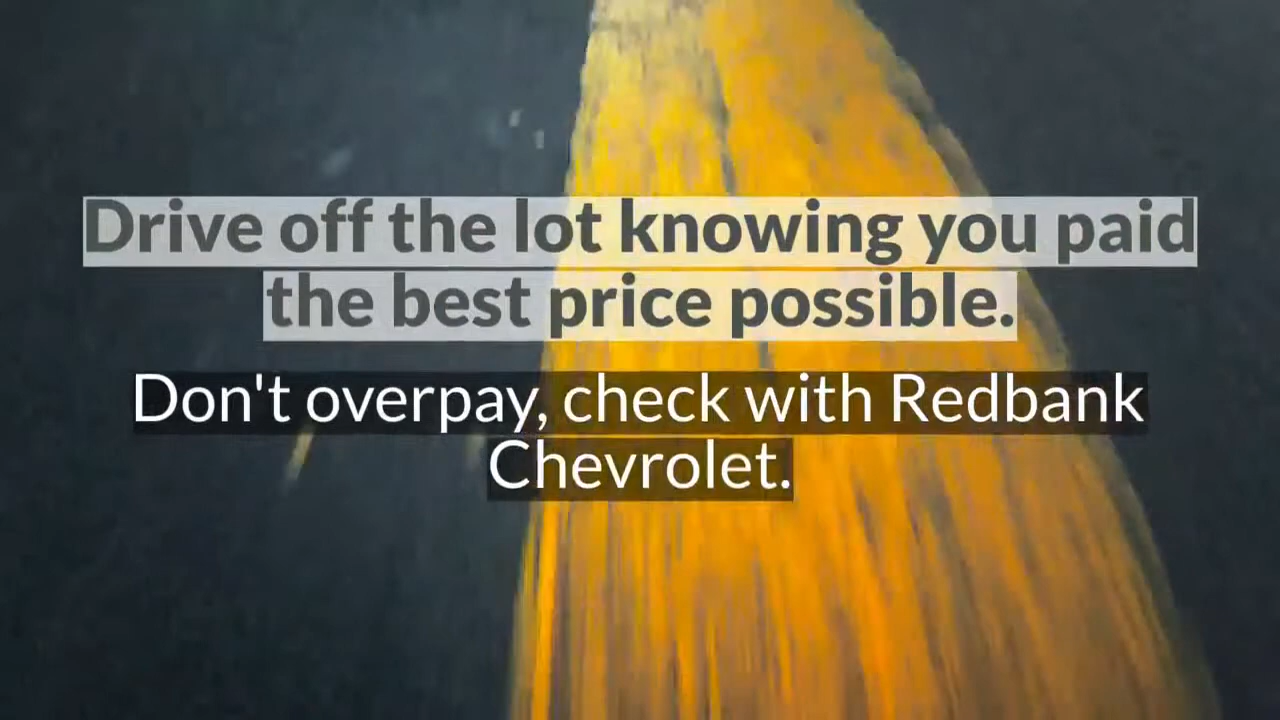 Drive off the lot knowing you paid
the best price possible.
Don't overpay, check with Redbank
Chevrolet.